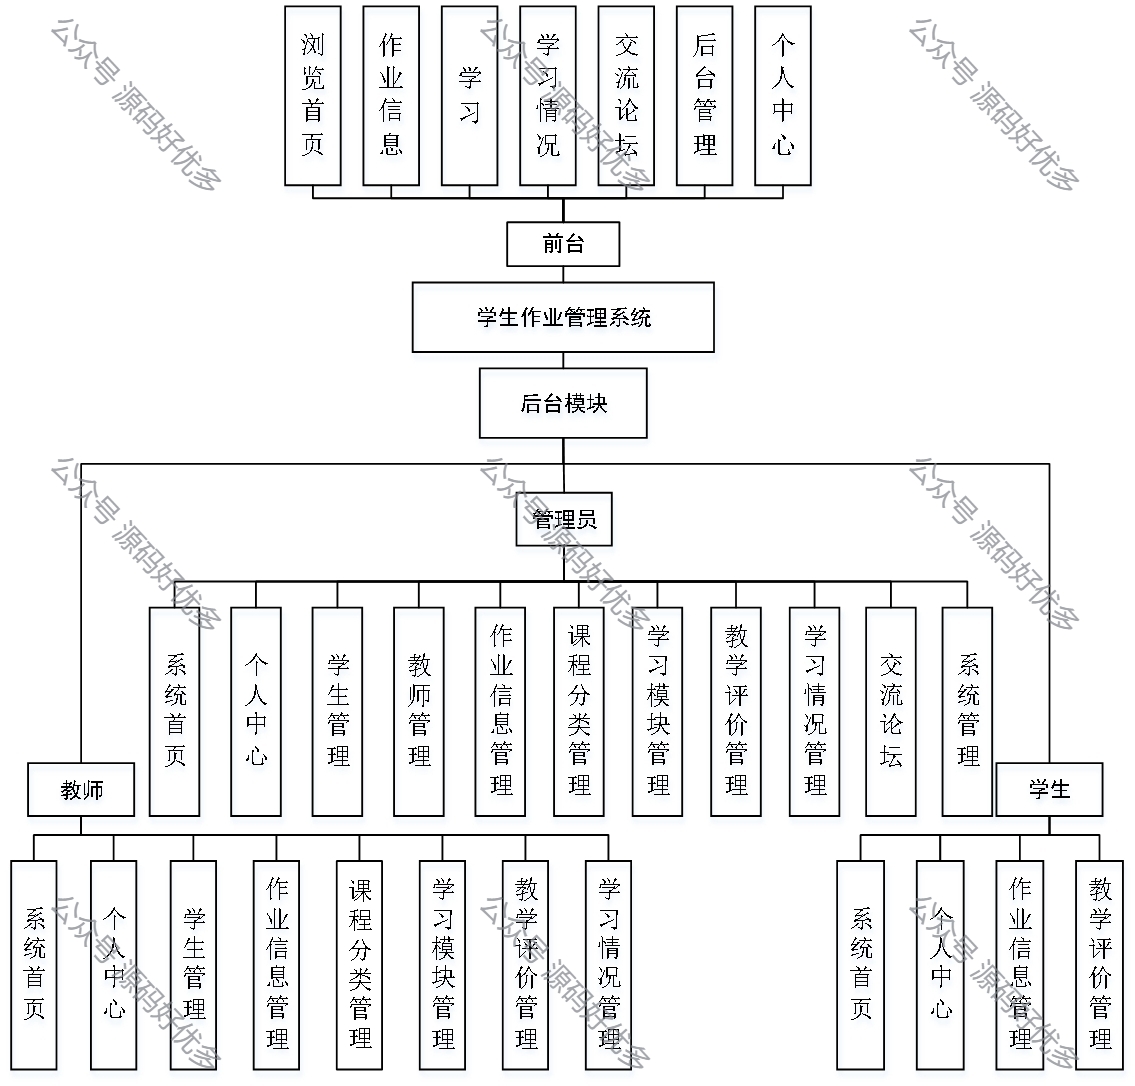 浏览首页
作业信息
学习
学习情况
交流论坛
后台管理
个人中心
前台
学生作业管理系统
后台模块
管理员
系统首页
个人中心
学生管理
教师管理
作业信息管理
课程分类管理
学习模块管理
教学评价管理
学习情况管理
交流论坛
系统管理
教师
学生
系统首页
个人中心
学生管理
作业信息管理
课程分类管理
学习模块管理
教学评价管理
学习情况管理
系统首页
个人中心
作业信息管理
教学评价管理
公众号 源码好优多
公众号 源码好优多
公众号 源码好优多
公众号 源码好优多
公众号 源码好优多
公众号 源码好优多
公众号 源码好优多
公众号 源码好优多
公众号 源码好优多